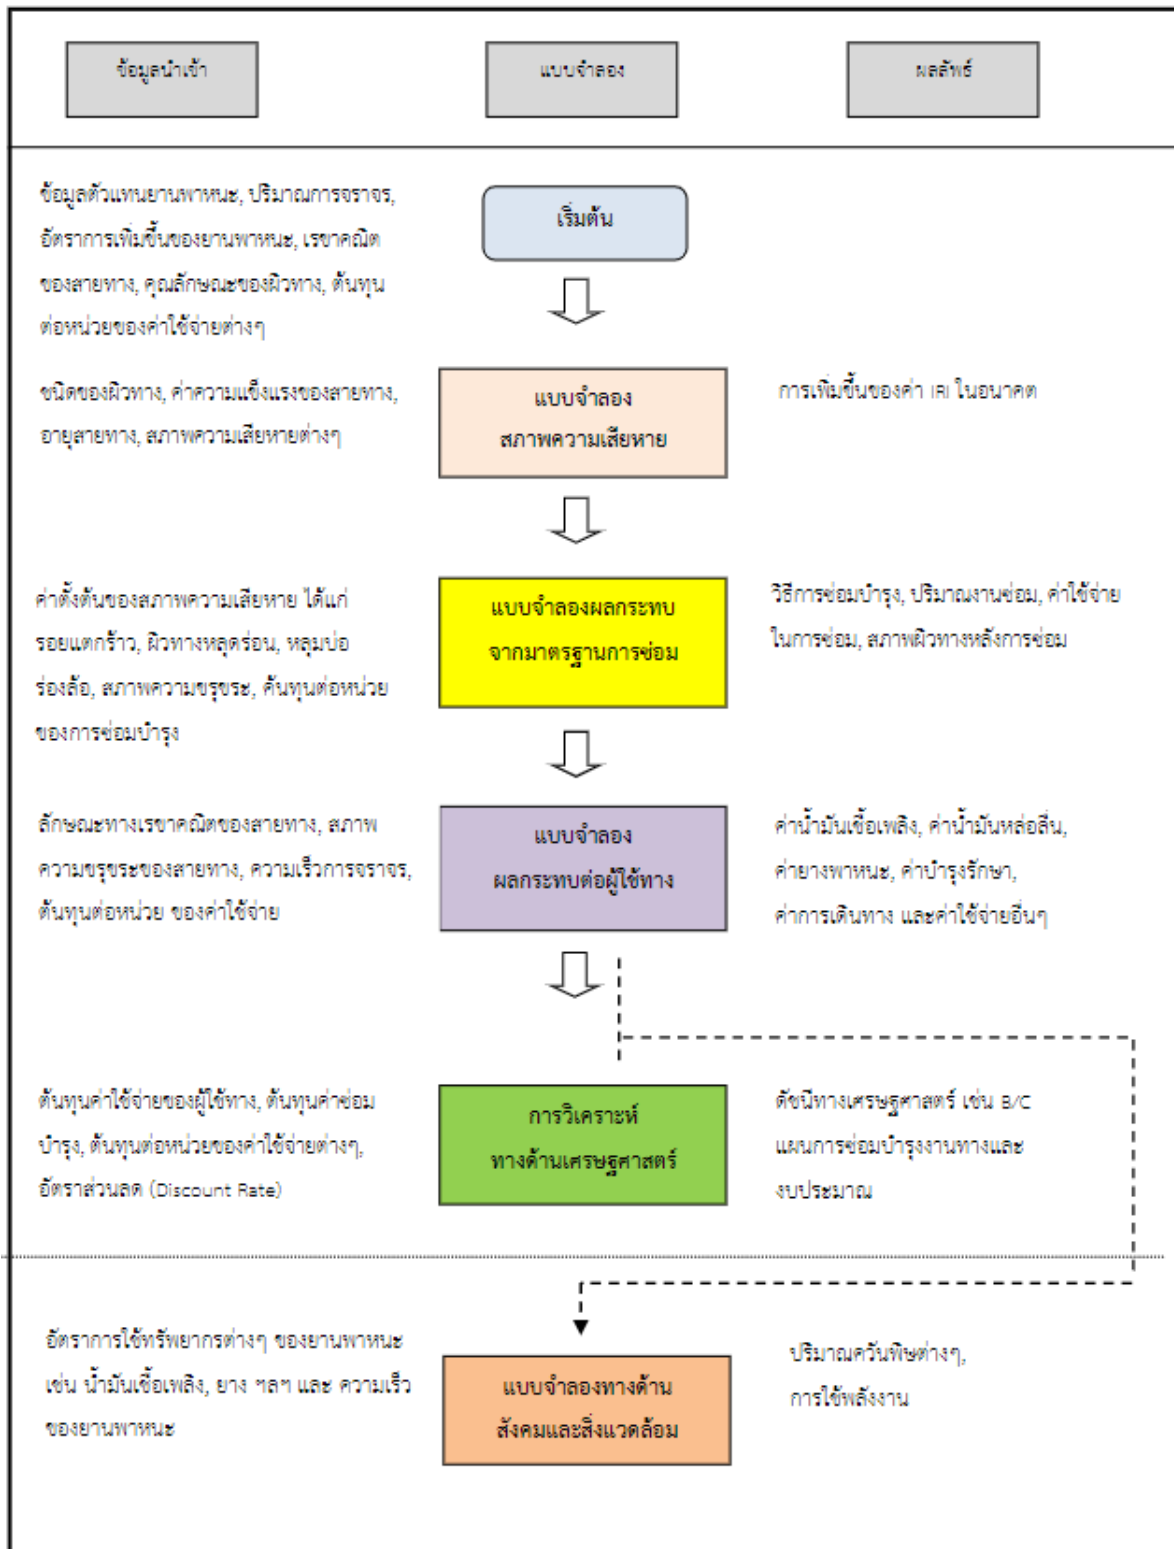 ข้อมูลนำเข้า
แบบจำลอง
ผลลัพธ์
ข้อมูลตัวแทนยานพาหนะ, ปริมาณการจราจร,
อัตราการเพิ่มขึ้นของยานพาหนะ, เรขาคณิต
ของสายทาง, คุณลักษณะของผิวทาง, ต้นทุน
ต่อหน่วยของค่าใช้จ่ายต่างๆ
เริ่มต้น
ชนิดของผิวทาง, ค่าความแข็งแรงของสายทาง,
อายุสายทาง, สภาพความเสียหายต่างๆ
แบบจำลอง
สภาพความเสียหาย
การเพิ่มขึ้นของค่า IRI ในอนาคต
ค่าตั้งต้นของสภาพความเสียหาย ได้แก่
รอยแตกร้าว, ผิวทางหลุดร่อน, หลุมบ่อ
ร่องล้อ, สภาพความขรุขระ, ค้นทุนต่อหน่วย
ของการซ่อมบำรุง
แบบจำลองผลกระทบ
จากมาตรฐานการซ่อม
วิธีการซ่อมบำรุง, ปริมาณงานซ่อม, ค่าใช้จ่าย
ในการซ่อม, สภาพผิวทางหลังการซ่อม
ลักษณะทางเรขาคณิตของสายทาง, สภาพ
ความขรุขระของสายทาง, ความเร็วการจราจร,
ต้นทุนต่อหน่วย ของค่าใช้จ่าย
แบบจำลอง
ผลกระทบต่อผู้ใช้ทาง
ค่าน้ำมันเชื้อเพลิง, ค่าน้ำมันหล่อลื่น,
ค่ายางพาหนะ, ค่าบำรุงรักษา,
ค่าการเดินทาง และค่าใช้จ่ายอื่นๆ
ต้นทุนค่าใช้จ่ายของผู้ใช้ทาง, ต้นทุนค่าซ่อม
บำรุง, ต้นทุนต่อหน่วยของค่าใช้จ่ายต่างๆ,
อัตราส่วนลด (Discount Rate)
การวิเคราะห์
ทางด้านเศรษฐศาสตร์
ดัชนีทางเศรษฐศาสตร์ เช่น B/C
แผนการซ่อมบำรุงงานทางและ
งบประมาณ
อัตราการใช้ทรัพยากรต่างๆ ของยานพาหนะ
เช่น น้ำมันเชื้อเพลิง, ยาง ฯลฯ และ ความเร็ว
ของยานพาหนะ
แบบจำลองทางด้าน
สังคมและสิ่งแวดล้อม
ปริมาณควันพิษต่างๆ,
การใช้พลังงาน